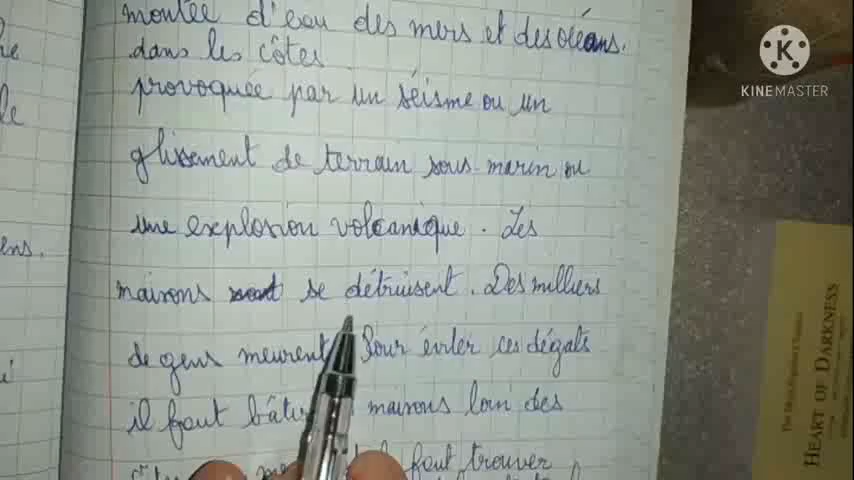 montée d'eau des mers et des océans.
dans les côtes
provoquée par un séisme ou un
glissement de terrain sous-marin ou
une explosion volcanique. Les
maisons se détruisent. Des milliers
de gens meurent. Pour éviter ces dégats
il faut bâtir maisons loin des
faut trouver
ens.
KINEMASTER
HEART OF DARKNESS